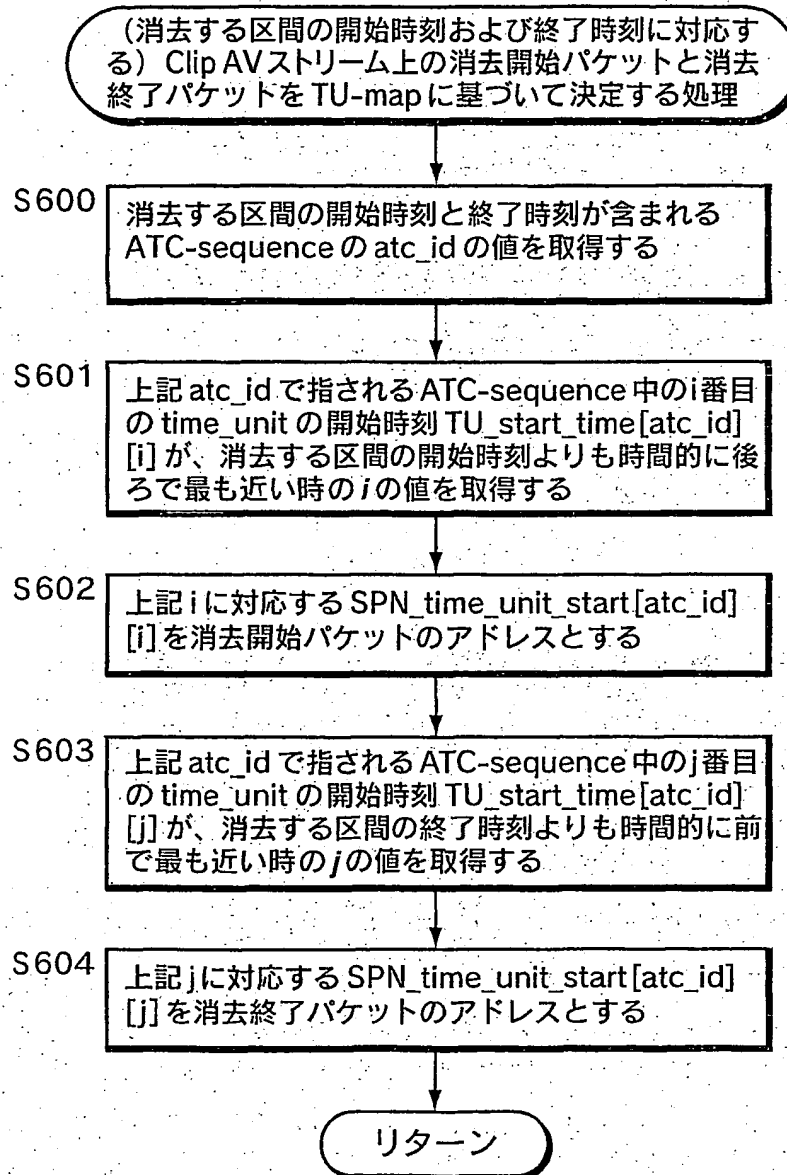 （消去する区間の開始時刻および終了時刻に対応す
る）Clip AVストリーム上の消去開始パケットと消去
終了パケットをTU-mapに基づいて決定する処理
S600
消去する区間の開始時刻と終了時刻が含まれる
ATC-sequenceのatc_idの値を取得する
S601
上記atc_idで指されるATC-sequence中のi番目
のtime_unitの開始時刻TU_start_time[atc_id]
[i]が、消去する区間の開始時刻よりも時間的に後
ろで最も近い時のiの値を取得する
S602
上記iに対応するSPN_time_unit_start[atc_id]
[i]を消去開始パケットのアドレスとする
S603
上記atc_idで指されるATC-sequence中のj番目
のtime_unitの開始時刻TU_start_time[atc_id]
[j]が、消去する区間の終了時刻よりも時間的に前
で最も近い時のjの値を取得する
S604
上記jに対応するSPN_time_unit_start[atc_id]
[j]を消去終了パケットのアドレスとする
リターン